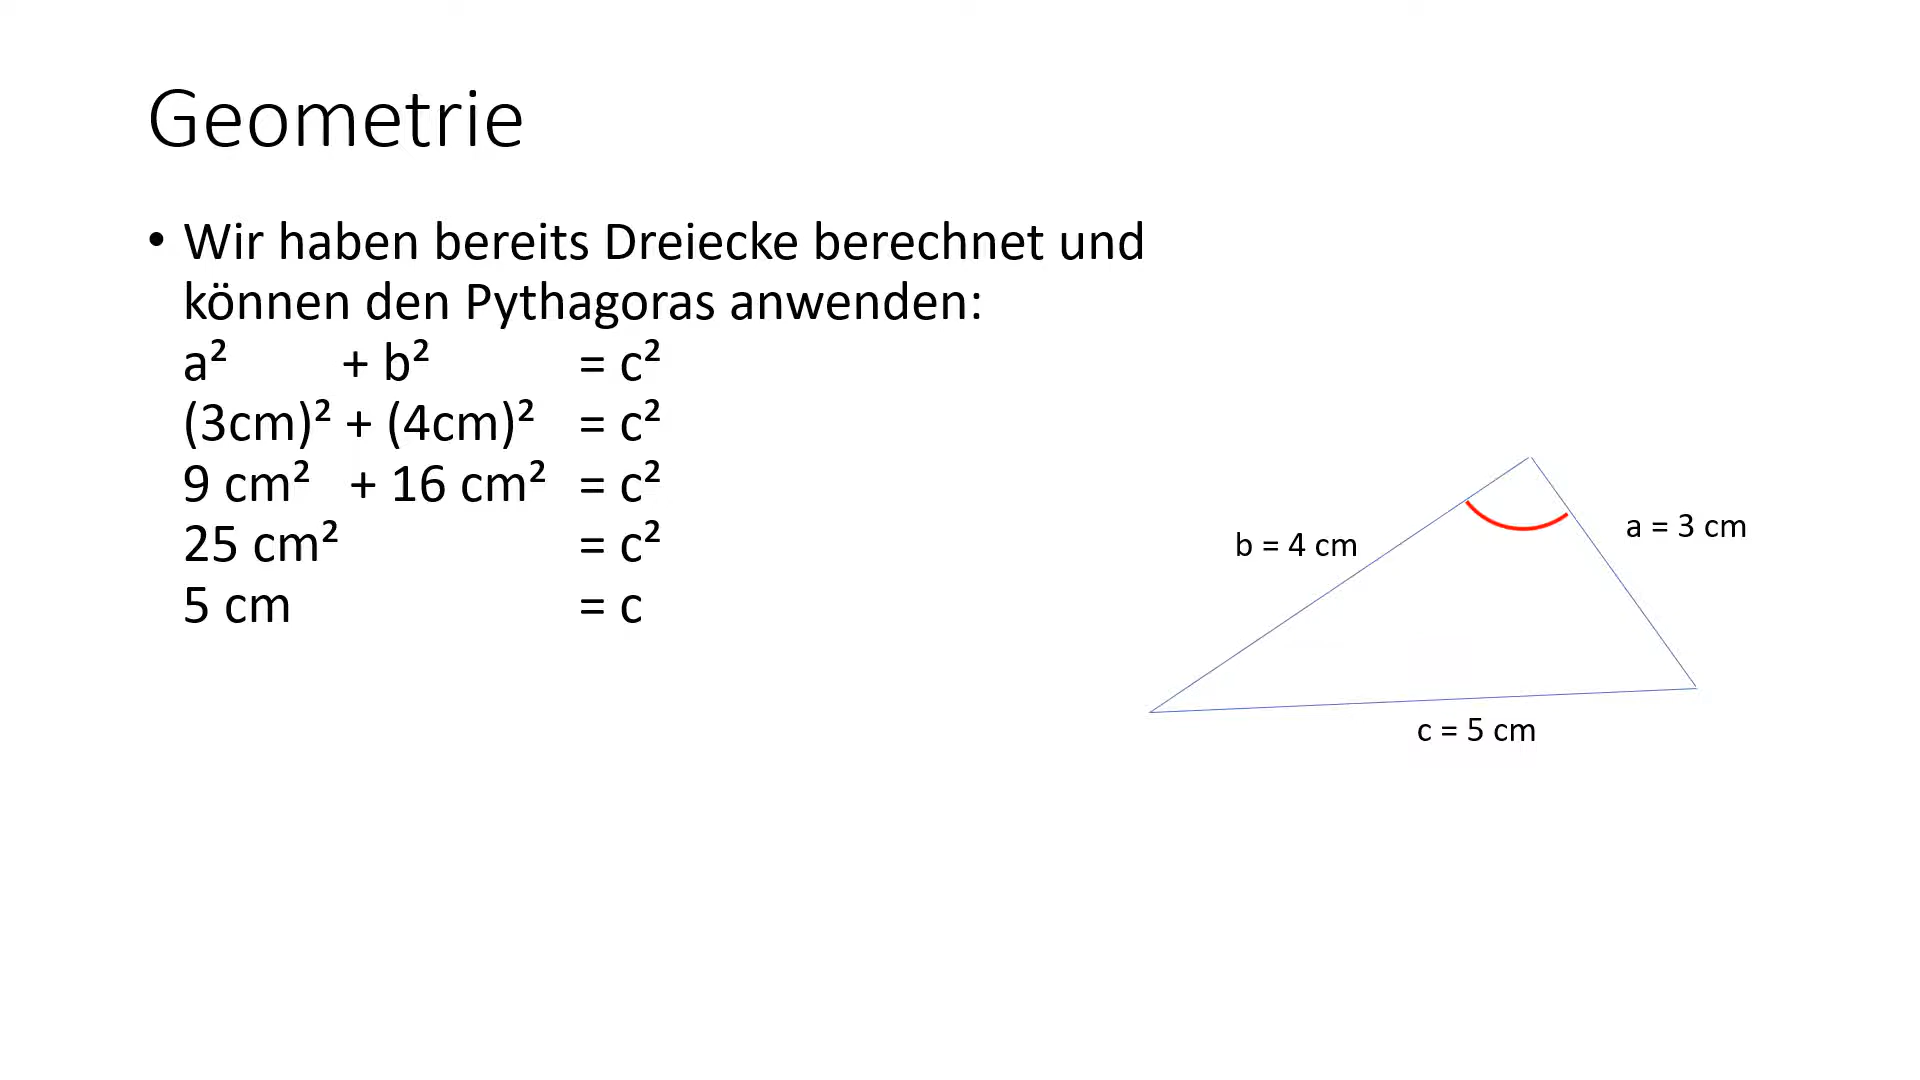 Geometrie
• Wir haben bereits Dreiecke berechnet und
können den Pythagoras anwenden:
a² + b² = c²
(3cm)² + (4cm)² = c²
9 cm² + 16 cm² = c²
25 cm² = c²
5 cm = c
b = 4 cm
a = 3 cm
c = 5 cm